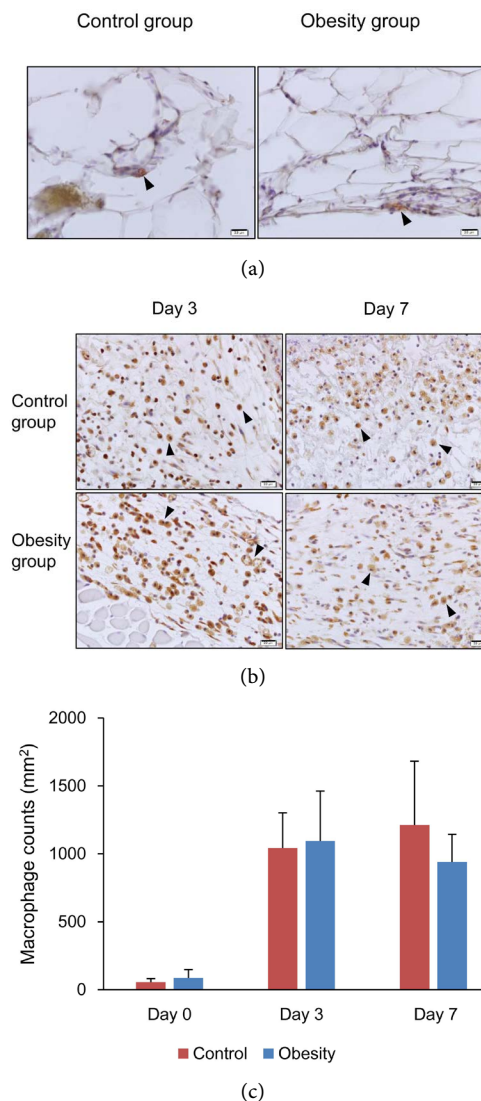 Control group Obesity group
(a)
Day 3 Day 7
Control
group
Obesity
group
(b)
2000
1500
1000
500
0
Macrophage counts (mm²)
Day 0 Day 3 Day 7
Control Obesity
(c)